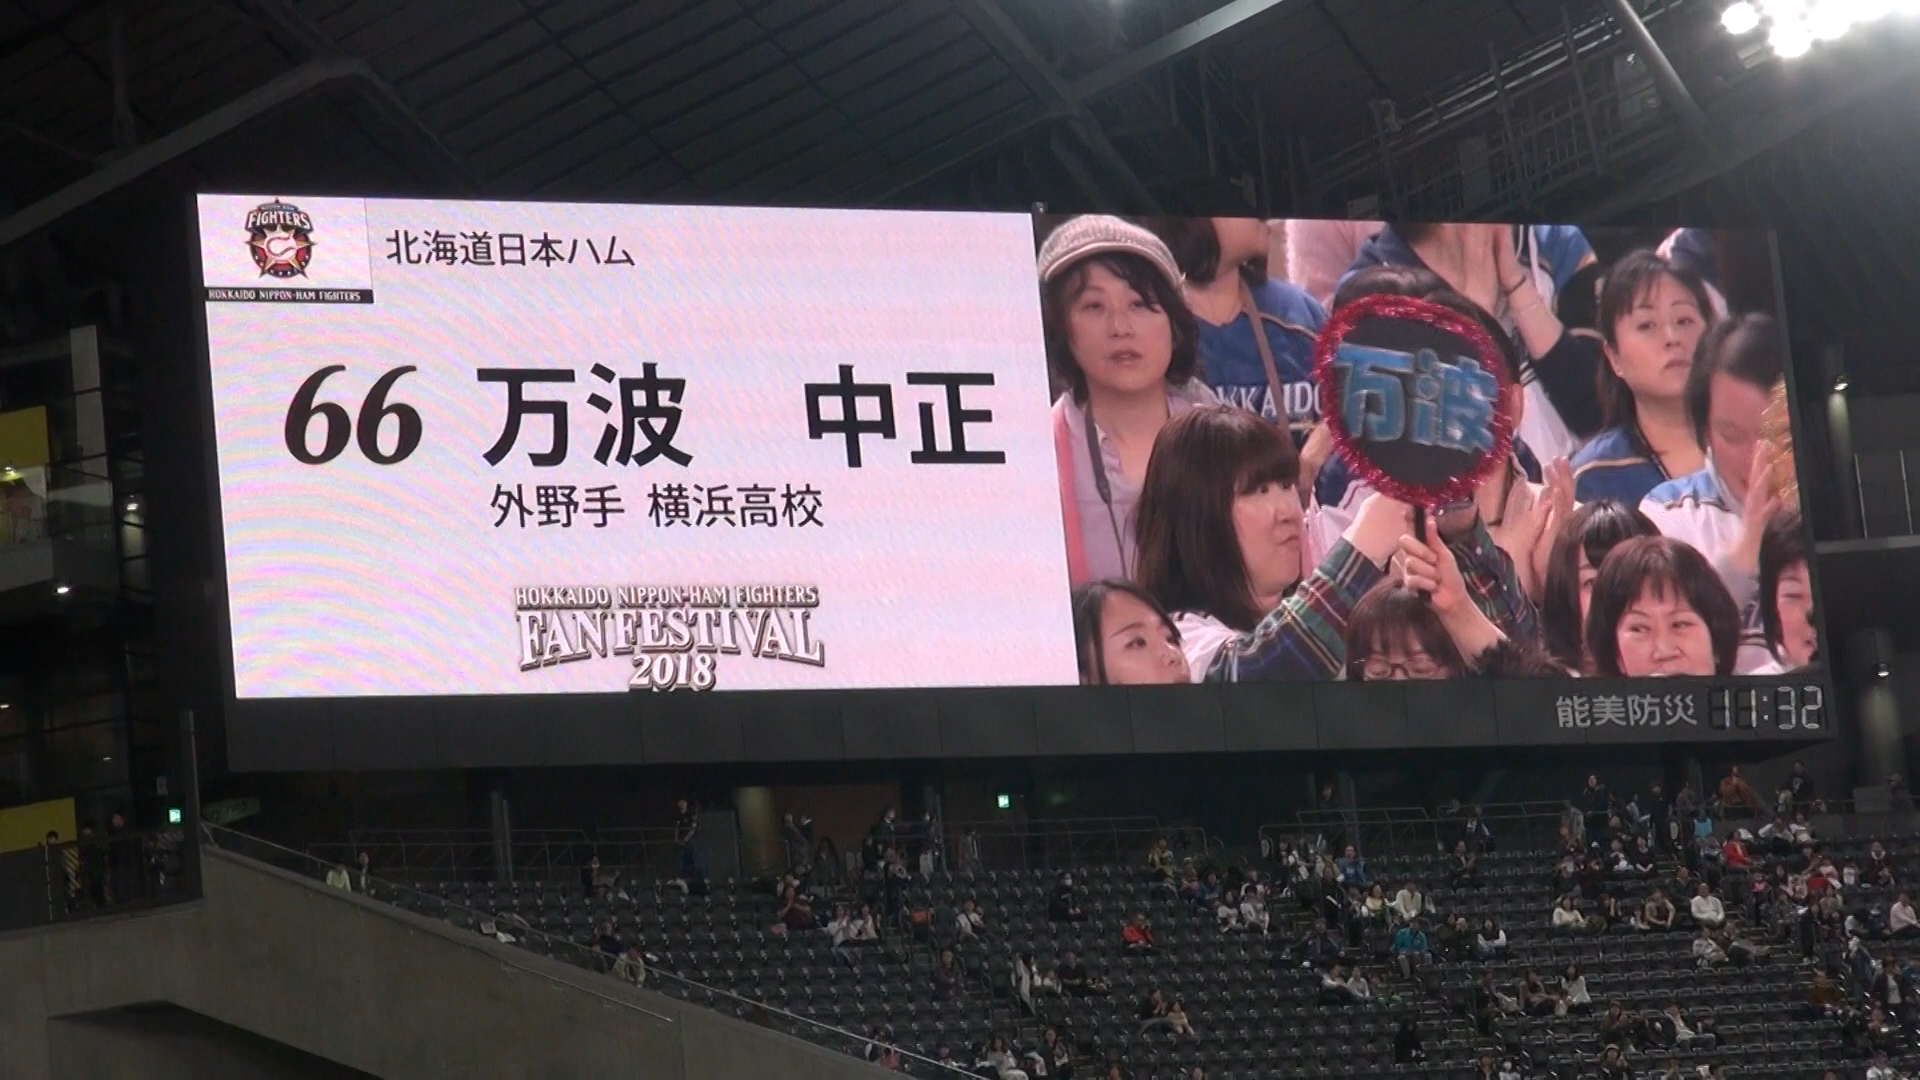 FIGHTERS
HOKKAIDO NIPPON-HAM FIGHTERS
北海道日本ハム
66 万波 中正
外野手 横浜高校
HOKKAIDO NIPPON-HAM FIGHTERS
FAN FESTIVAL
2018
万波
能美防災 11:32